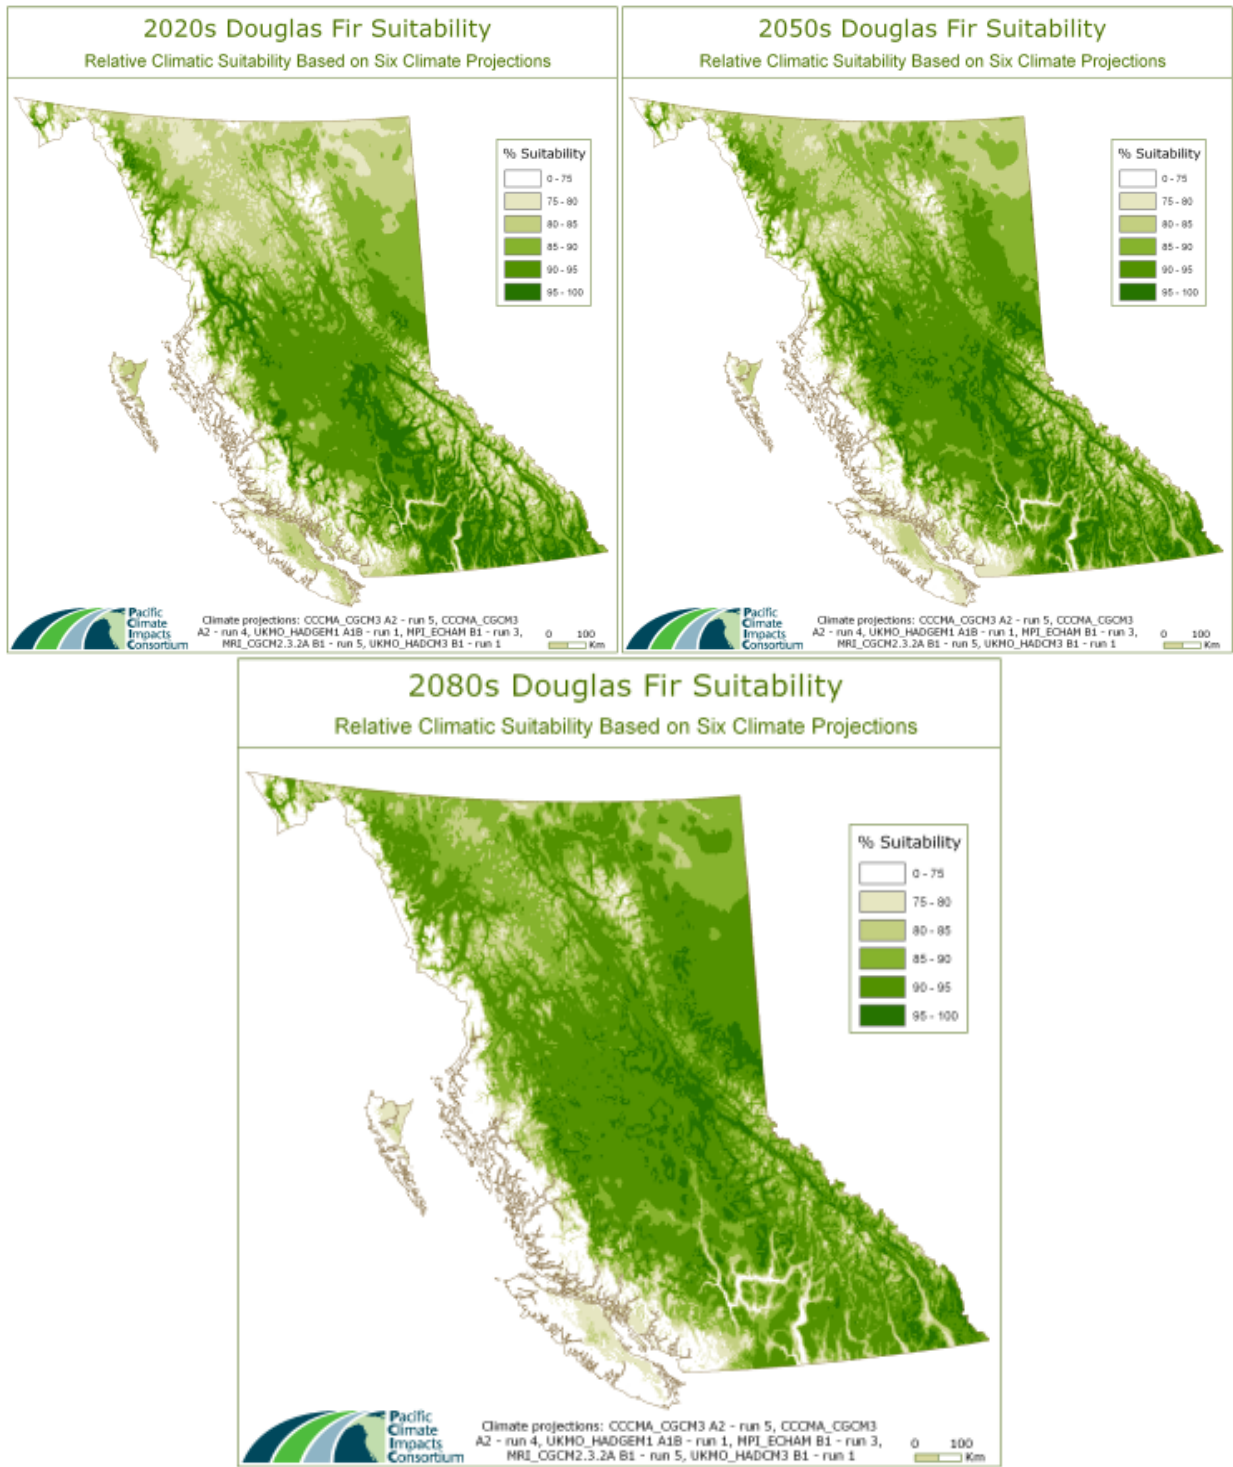 2020s Douglas Fir Suitability
Relative Climatic Suitability Based on Six Climate Projections
% Suitability
0 - 75
75 - 80
80 - 85
85 - 90
90 - 95
95 - 100
Pacific
Climate
Impacts
Consortium
Climate projections: CCCMA_CGCM3 A2 - run 5, CCCMA_CGCM3
A2 - run 4, UKMO_HADGEM1 A1B - run 1, MPI_ECHAM B1 - run 3,
MRI_CGCM2.3.2A B1 - run 5, UKMO_HADCM3 B1 - run 1
0 100
Km
2050s Douglas Fir Suitability
Relative Climatic Suitability Based on Six Climate Projections
% Suitability
0 - 75
75 - 80
80 - 85
85 - 90
90 - 95
95 - 100
Pacific
Climate
Impacts
Consortium
Climate projections: CCCMA_CGCM3 A2 - run 5, CCCMA_CGCM3
A2 - run 4, UKMO_HADGEM1 A1B - run 1, MPI_ECHAM B1 - run 3,
MRI_CGCM2.3.2A B1 - run 5, UKMO_HADCM3 B1 - run 1
0 100
Km
2080s Douglas Fir Suitability
Relative Climatic Suitability Based on Six Climate Projections
% Suitability
0 - 75
75 - 80
80 - 85
85 - 90
90 - 95
95 - 100
Pacific
Climate
Impacts
Consortium
Climate projections: CCCMA_CGCM3 A2 - run 5, CCCMA_CGCM3
A2 - run 4, UKMO_HADGEM1 A1B - run 1, MPI_ECHAM B1 - run 3,
MRI_CGCM2.3.2A B1 - run 5, UKMO_HADCM3 B1 - run 1
0 100
Km